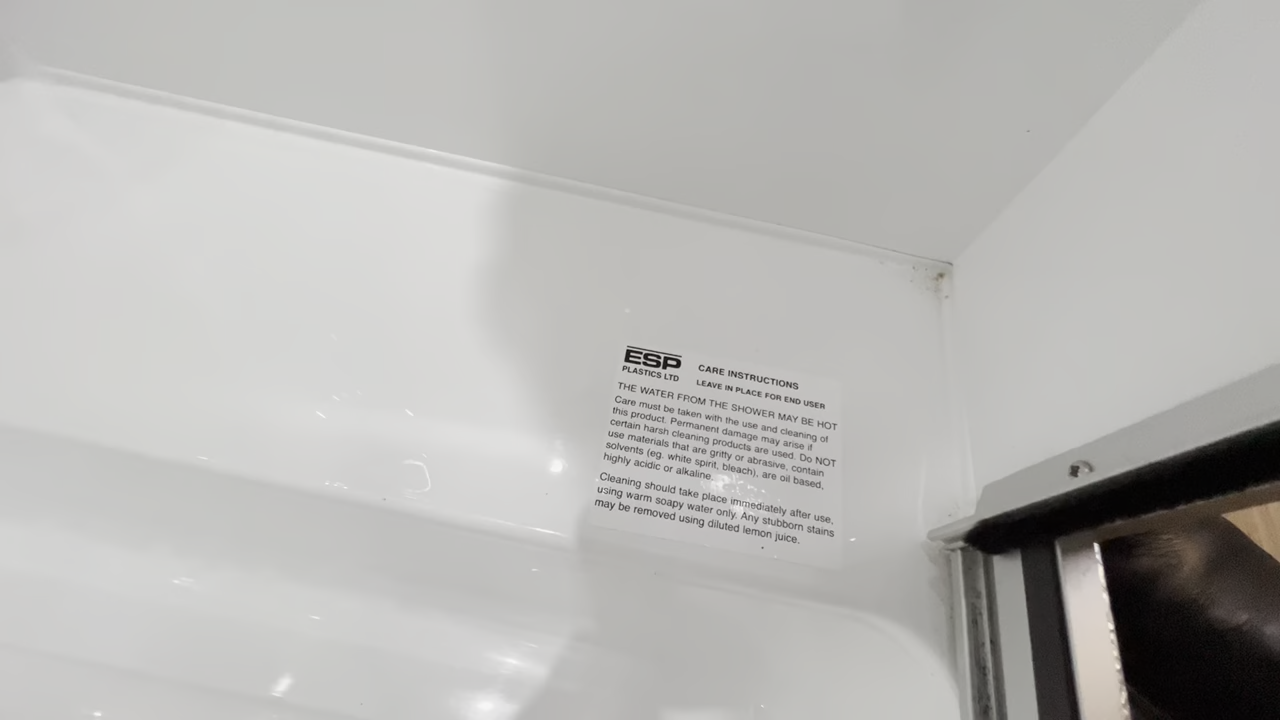 ESP
PLASTICS LTD
CARE INSTRUCTIONS
LEAVE IN PLACE FOR END USER
THE WATER FROM THE SHOWER MAY BE HOT
Care must be taken with the use and cleaning of
this product. Permanent damage may arise if
certain harsh cleaning products are used. Do NOT
use materials that are gritty or abrasive, contain
solvents (eg. white spirit, bleach), are oil based,
highly acidic or alkaline.
Cleaning should take place immediately after use,
using warm soapy water only. Any stubborn stains
may be removed using diluted lemon juice.